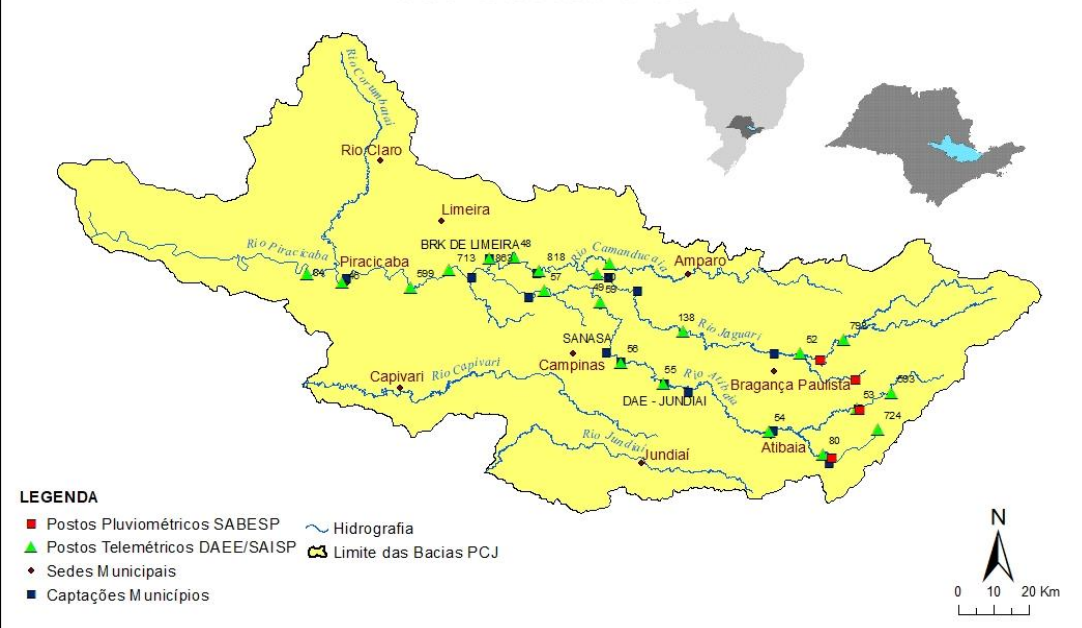 Rio Corumbataí
Rio Claro
Limeira
BRK DE LIMEIRA
48
Rio Camanducaia
Amparo
Rio Piracicaba
Piracicaba
84
599
713
818
57
49
59
138
Rio Jaguari
52
SANASA
56
Campinas
Capivari
Rio Capivari
55
Rio Atibaia
DAE - JUNDIAI
Bragança Paulista
53
593
724
54
Atibaia
80
Rio Jundiaí
Jundiaí
LEGENDA
Postos Pluviométricos SABESP
Postos Telemétricos DAEE/SAISP
Sedes Municipais
Captações Municípios
Hidrografia
Limite das Bacias PCJ
N
0 10 20 Km